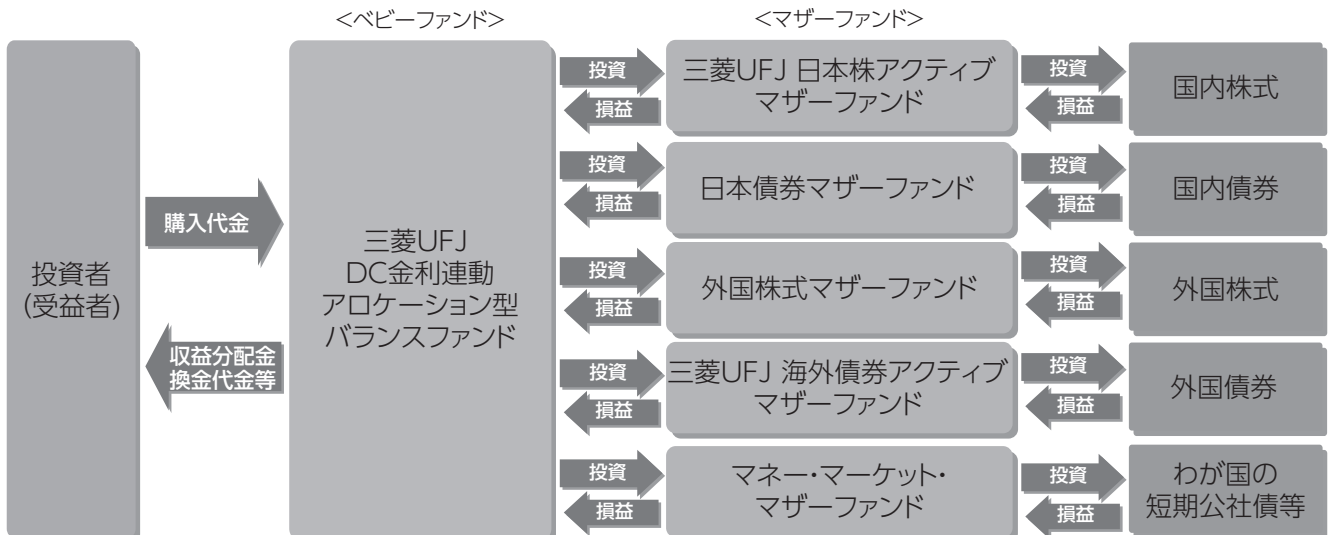 <ベビーファンド>
<マザーファンド>
投資者
(受益者)
購入代金
収益分配金
換金代金等
三菱UFJ
DC金利連動
アロケーション型
バランスファンド
投資
損益
三菱UFJ 日本株アクティブ
マザーファンド
投資
損益
国内株式
投資
損益
日本債券マザーファンド
投資
損益
国内債券
投資
損益
外国株式マザーファンド
投資
損益
外国株式
投資
損益
三菱UFJ 海外債券アクティブ
マザーファンド
投資
損益
外国債券
投資
損益
マネー・マーケット・
マザーファンド
投資
損益
わが国の
短期公社債等